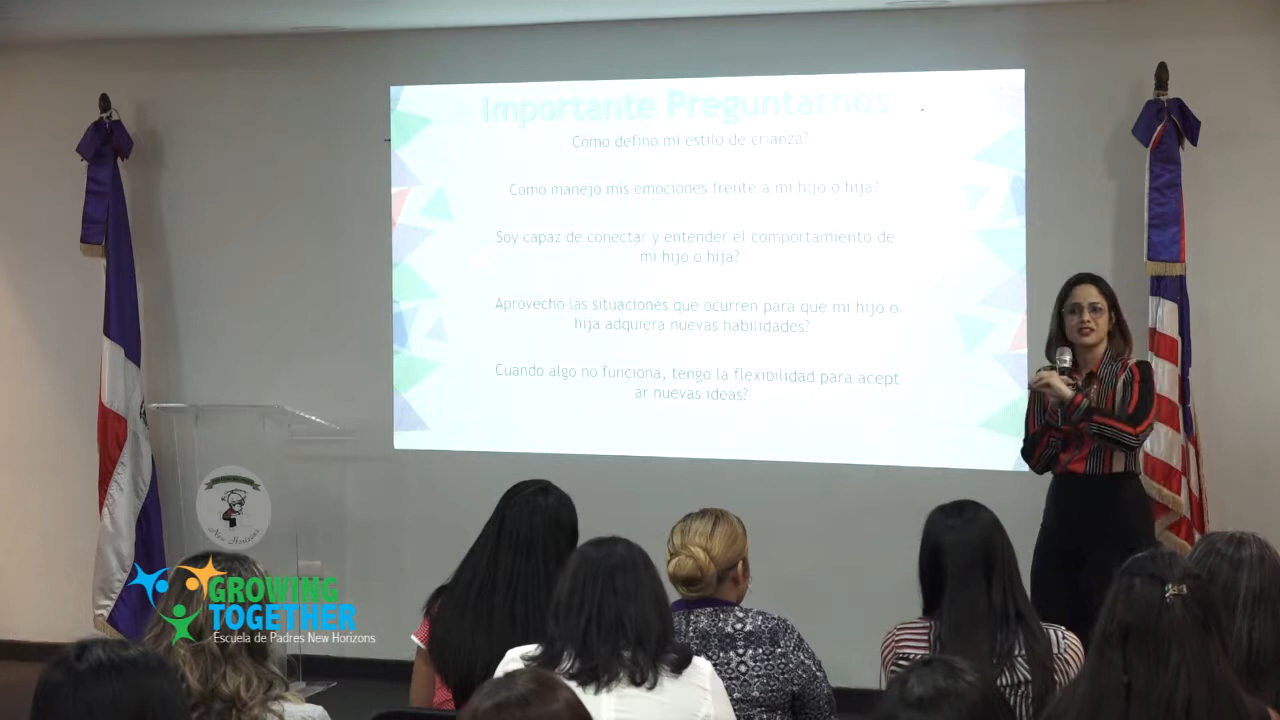 Importante Preguntarnos
Cómo defino mi estilo de crianza?
Como manejo mis emociones frente a mi hijo o hija?
Soy capaz de conectar y entender el comportamiento de
mi hijo o hija?
Aprovecho las situaciones que ocurren para que mi hijo o
hija adquiera nuevas habilidades?
Cuando algo no funciona, tengo la flexibilidad para acept
ar nuevas ideas?
New Horizons
GROWING
TOGETHER
Escuela de Padres New Horizons